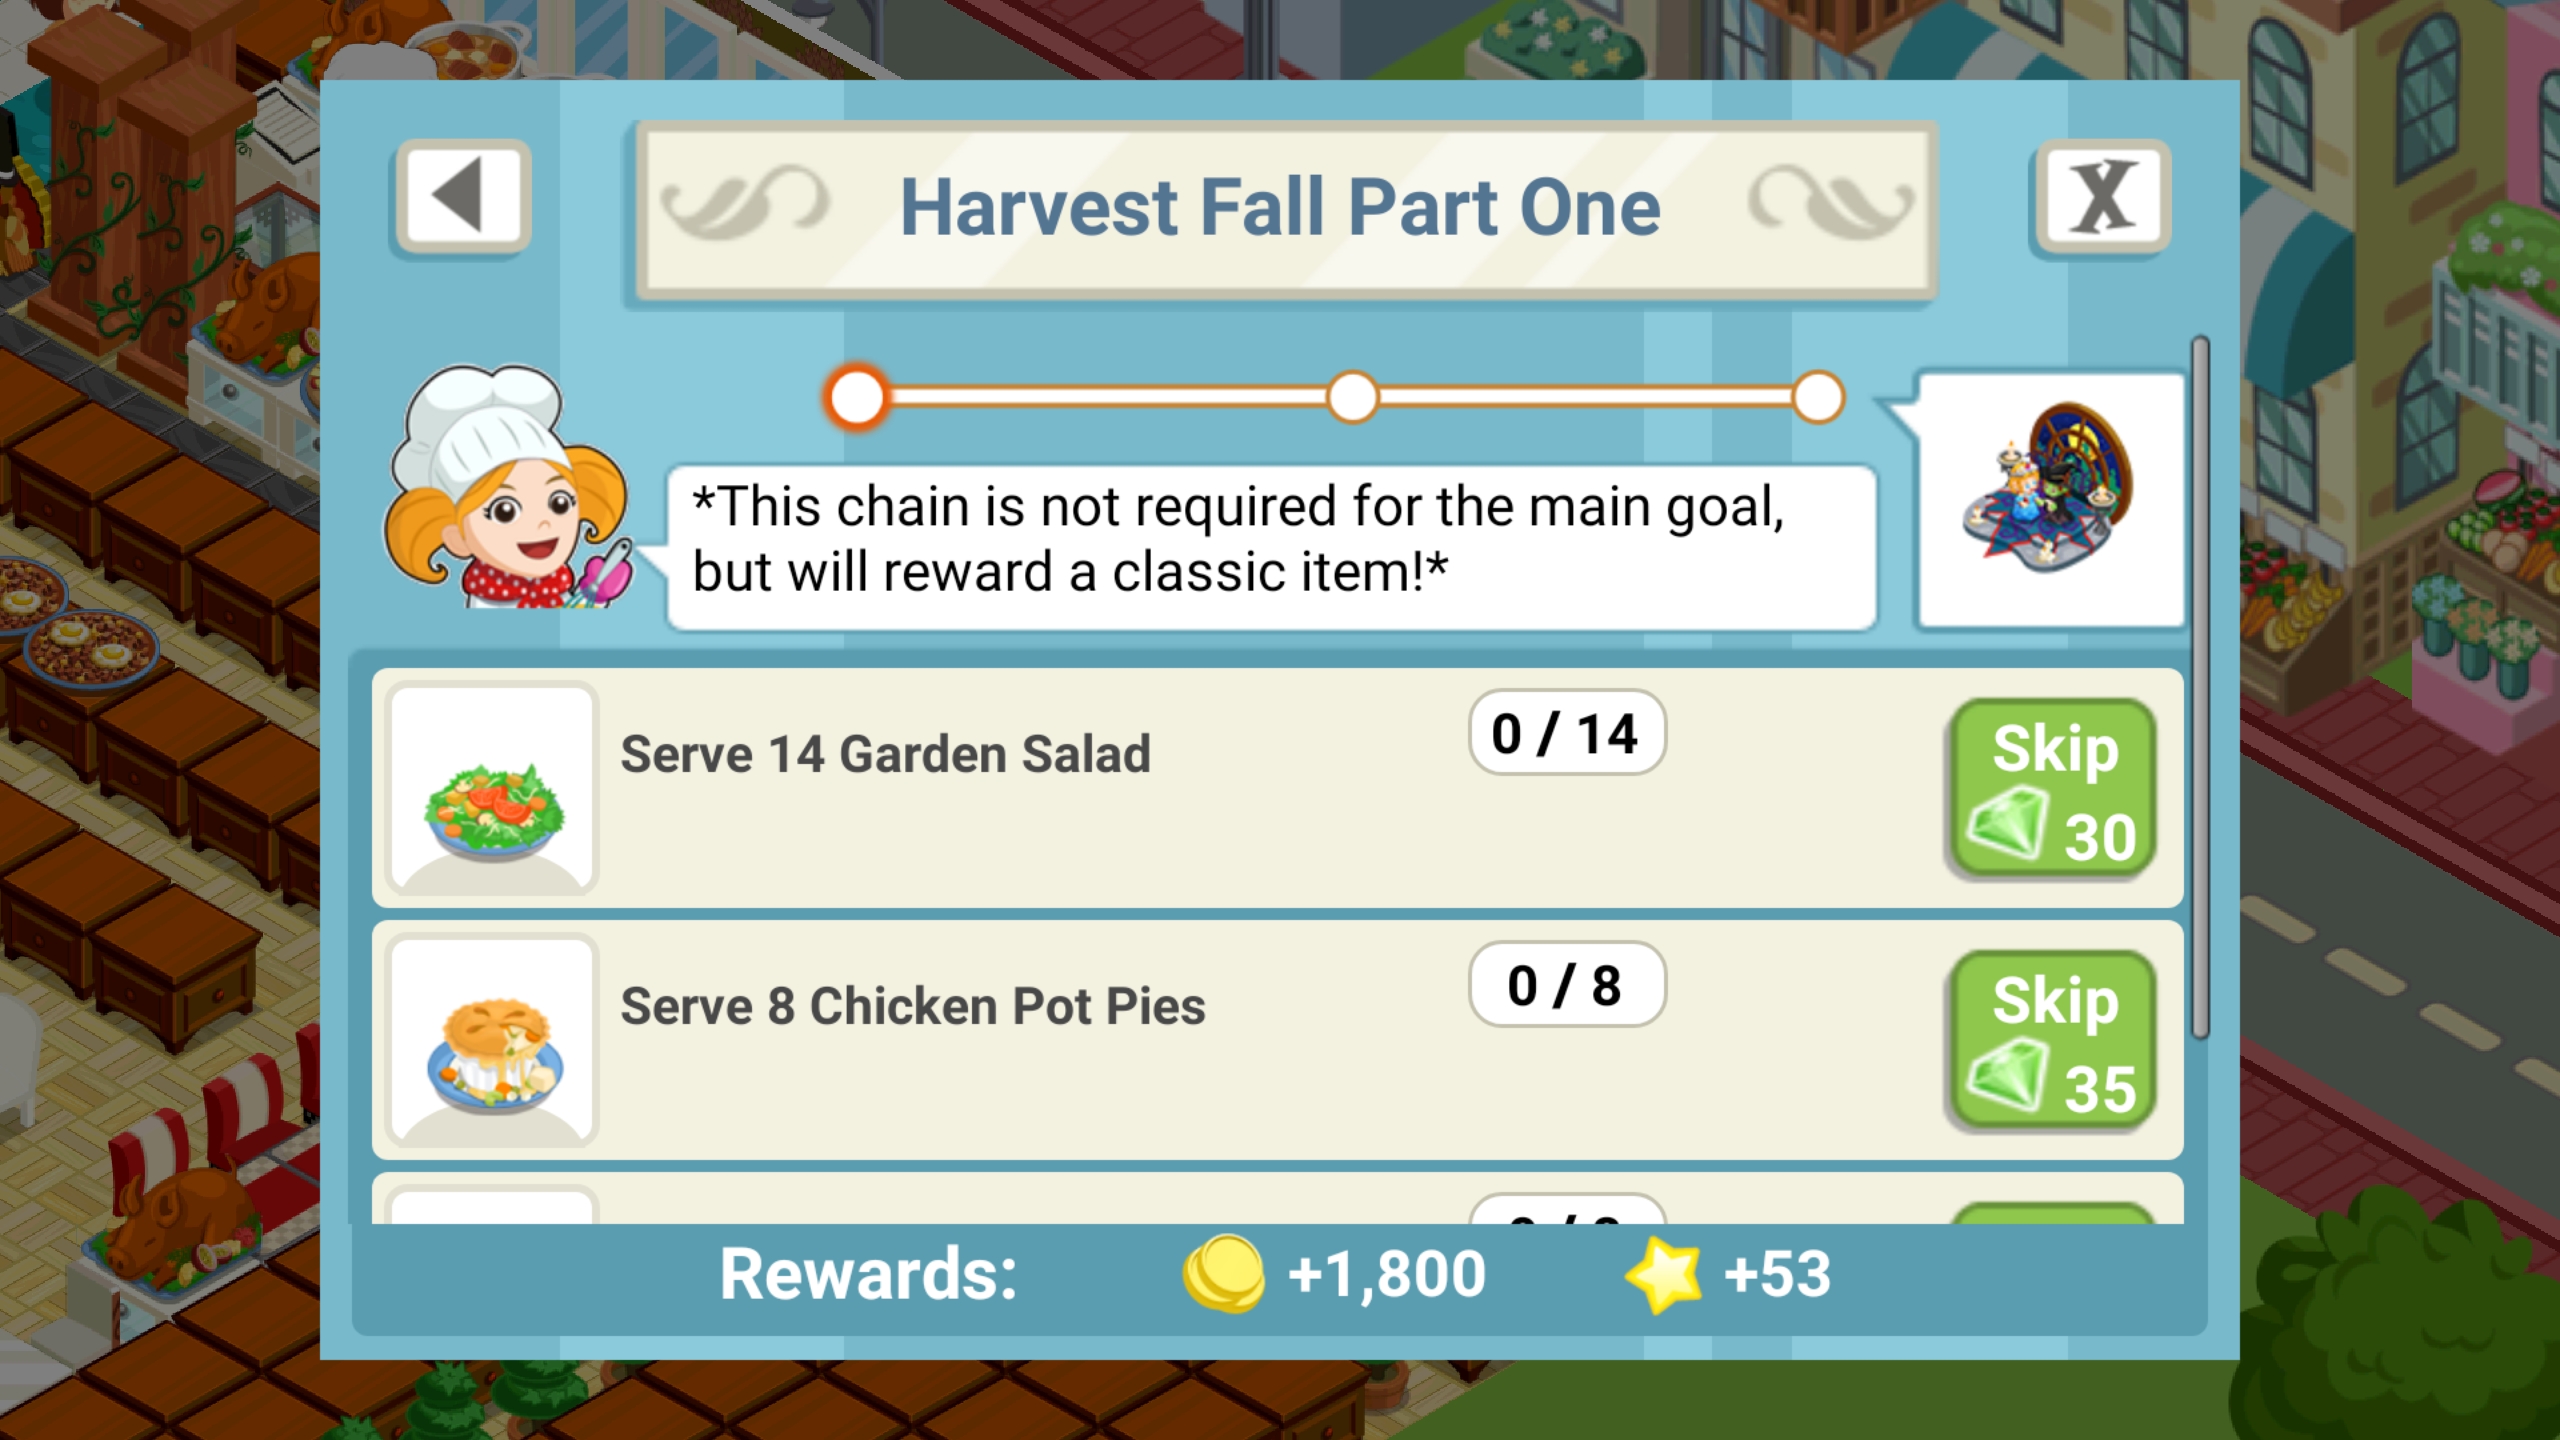 Harvest Fall Part One
X
*This chain is not required for the main goal,
but will reward a classic item!*
Serve 14 Garden Salad
0 / 14
Skip
30
Serve 8 Chicken Pot Pies
0 / 8
Skip
35
Rewards:
+1,800
+53